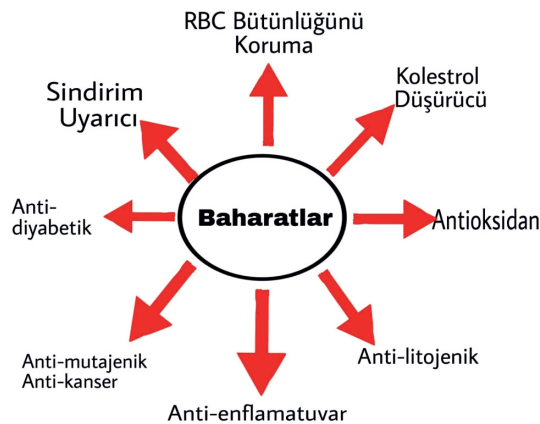 RBC Bütünlüğünü
Koruma
Kolestrol
Düşürücü
Sindirim
Uyarıcı
Anti-
diyabetik
Baharatlar
Antioksidan
Anti-mutajenik
Anti-kanser
Anti-litojenik
Anti-enflamatuvar